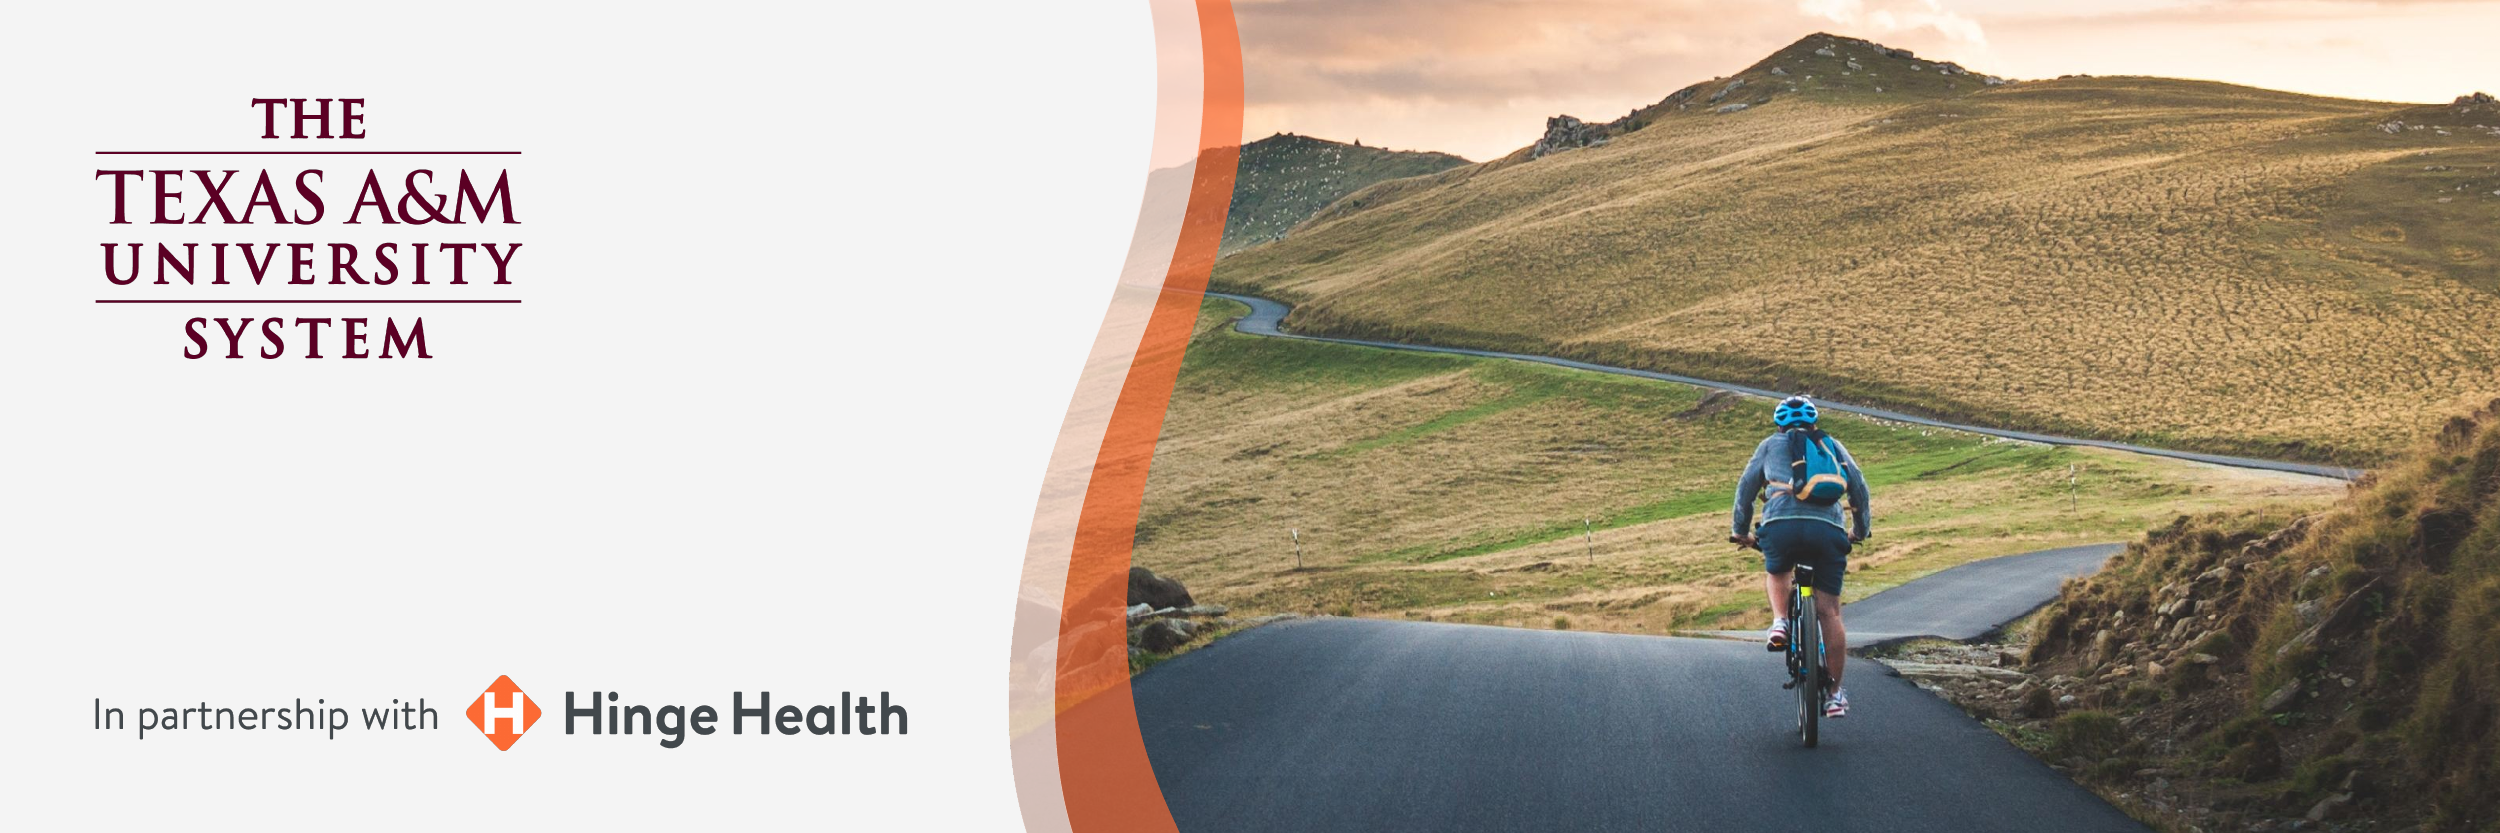 THE
TEXAS A&M
UNIVERSITY
SYSTEM
In partnership with H Hinge Health